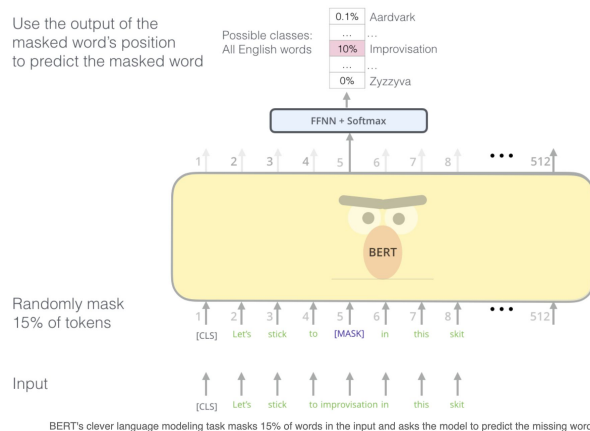 Use the output of the
masked word's position
to predict the masked word
Possible classes:
All English words
0.1% Aardvark
... ...
10% Improvisation
... ...
0% Zyzzyva
FFNN + Softmax
1 2 3 4 5 6 7 8 ••• 512
BERT
Randomly mask
15% of tokens
1 2 3 4 5 6 7 8 ••• 512
[CLS] Let's stick to [MASK] in this skit
Input
[CLS] Let's stick to improvisation in this skit
BERT's clever language modeling task masks 15% of words in the input and asks the model to predict the missing word